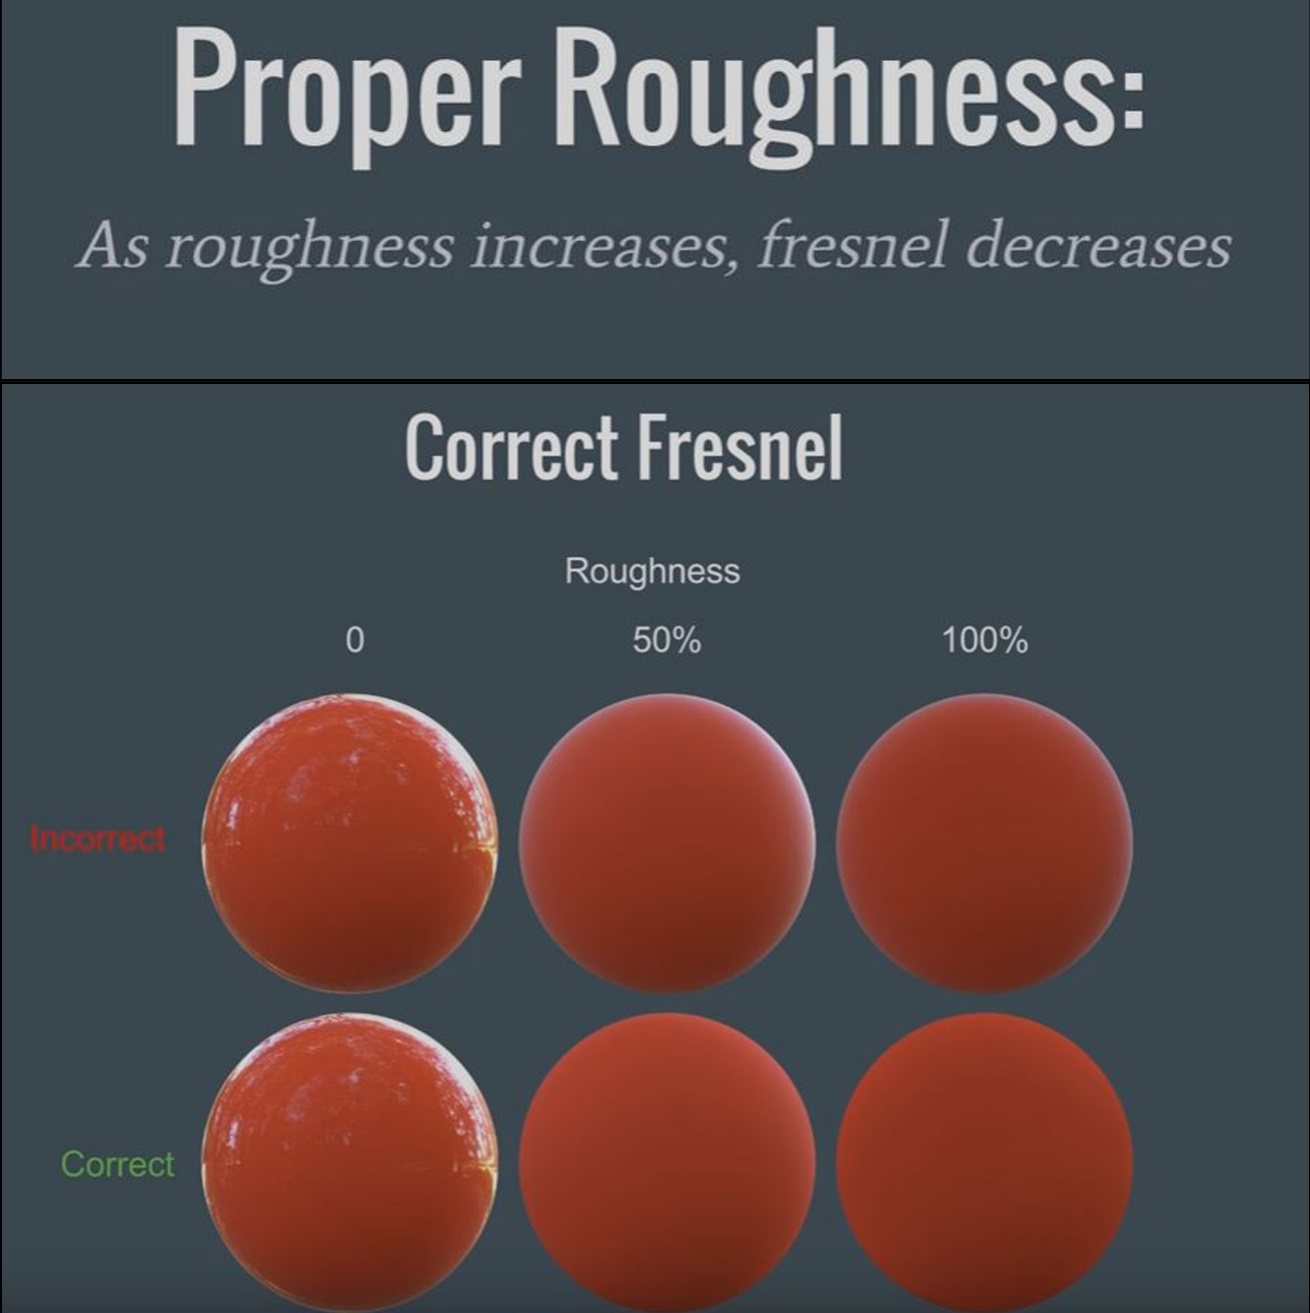 Proper Roughness:
As roughness increases, fresnel decreases
Correct Fresnel
Roughness
0 50% 100%
Incorrect
Correct